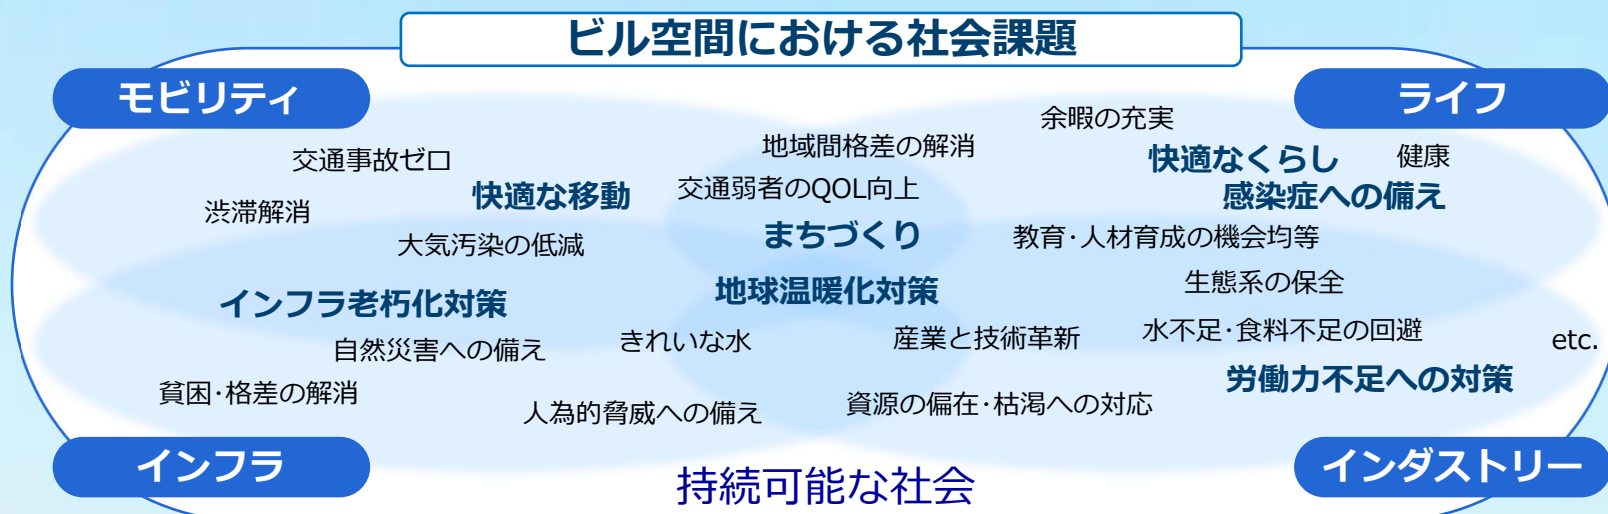 ビル空間における社会課題
モビリティ
ライフ
余暇の充実
地域間格差の解消
交通事故ゼロ
快適なくらし
健康
快適な移動
交通弱者のQOL向上
感染症への備え
渋滞解消
まちづくり
教育･人材育成の機会均等
大気汚染の低減
生態系の保全
地球温暖化対策
インフラ老朽化対策
水不足･食料不足の回避
産業と技術革新
きれいな水
etc.
自然災害への備え
労働力不足への対策
貧困･格差の解消
資源の偏在･枯渇への対応
人為的脅威への備え
インフラ
インダストリー
持続可能な社会